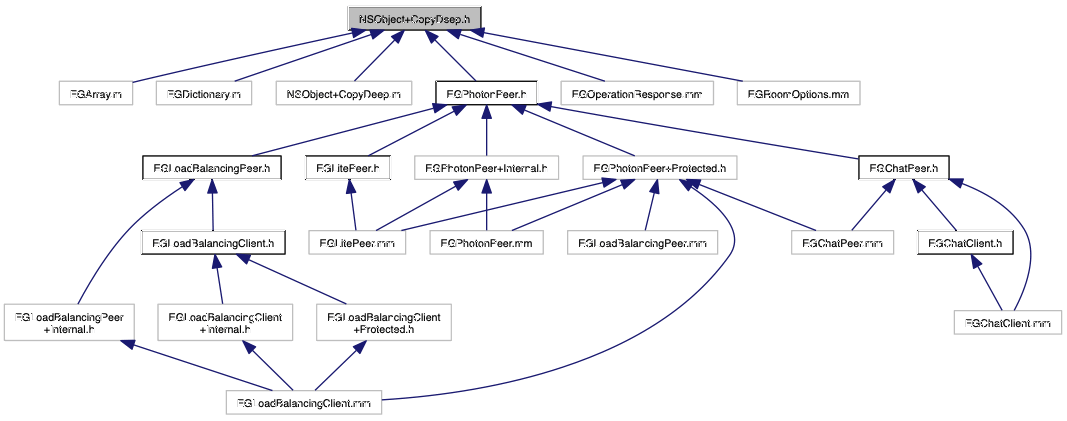 NSObject+CopyDeep.h
EGArray.m
EGDictionary.m
NSObject+CopyDeep.m
EGPhotonPeer.h
EGOperationResponse.mm
EGRoomOptions.mm
EGLoadBalancingPeer.h
EGLitePeer.h
EGPhotonPeer+Internal.h
EGPhotonPeer+Protected.h
EGChatPeer.h
EGLoadBalancingClient.h
EGLitePeer.mm
EGPhotonPeer.mm
EGLoadBalancingPeer.mm
EGChatPeer.mm
EGChatClient.h
EGLoadBalancingPeer
+Internal.h
EGLoadBalancingClient
+Internal.h
EGLoadBalancingClient
+Protected.h
EGChatClient.mm
EGLoadBalancingClient.mm